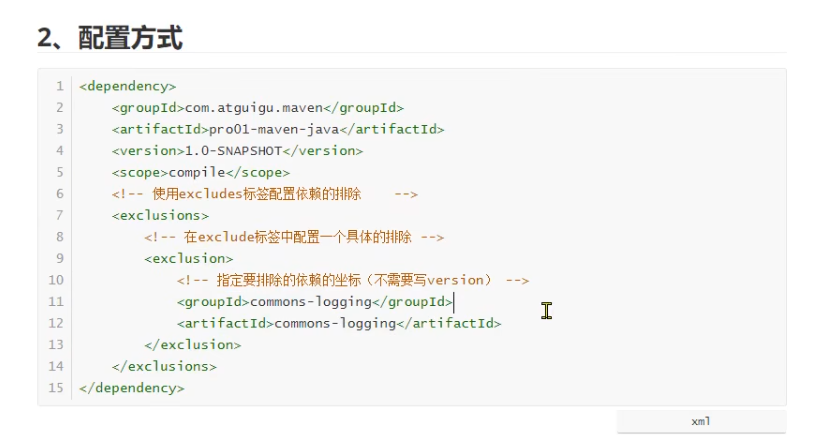 2、配置方式
1 <dependency>
2     <groupId>com.atguigu.maven</groupId>
3     <artifactId>pro01-maven-java</artifactId>
4     <version>1.0-SNAPSHOT</version>
5     <scope>compile</scope>
6     <!-- 使用excludes标签配置依赖的排除    -->
7     <exclusions>
8         <!-- 在exclude标签中配置一个具体的排除 -->
9         <exclusion>
10             <!-- 指定要排除的依赖的坐标（不需要写version） -->
11             <groupId>commons-logging</groupId>
12             <artifactId>commons-logging</artifactId>
13         </exclusion>
14     </exclusions>
15 </dependency>
xml